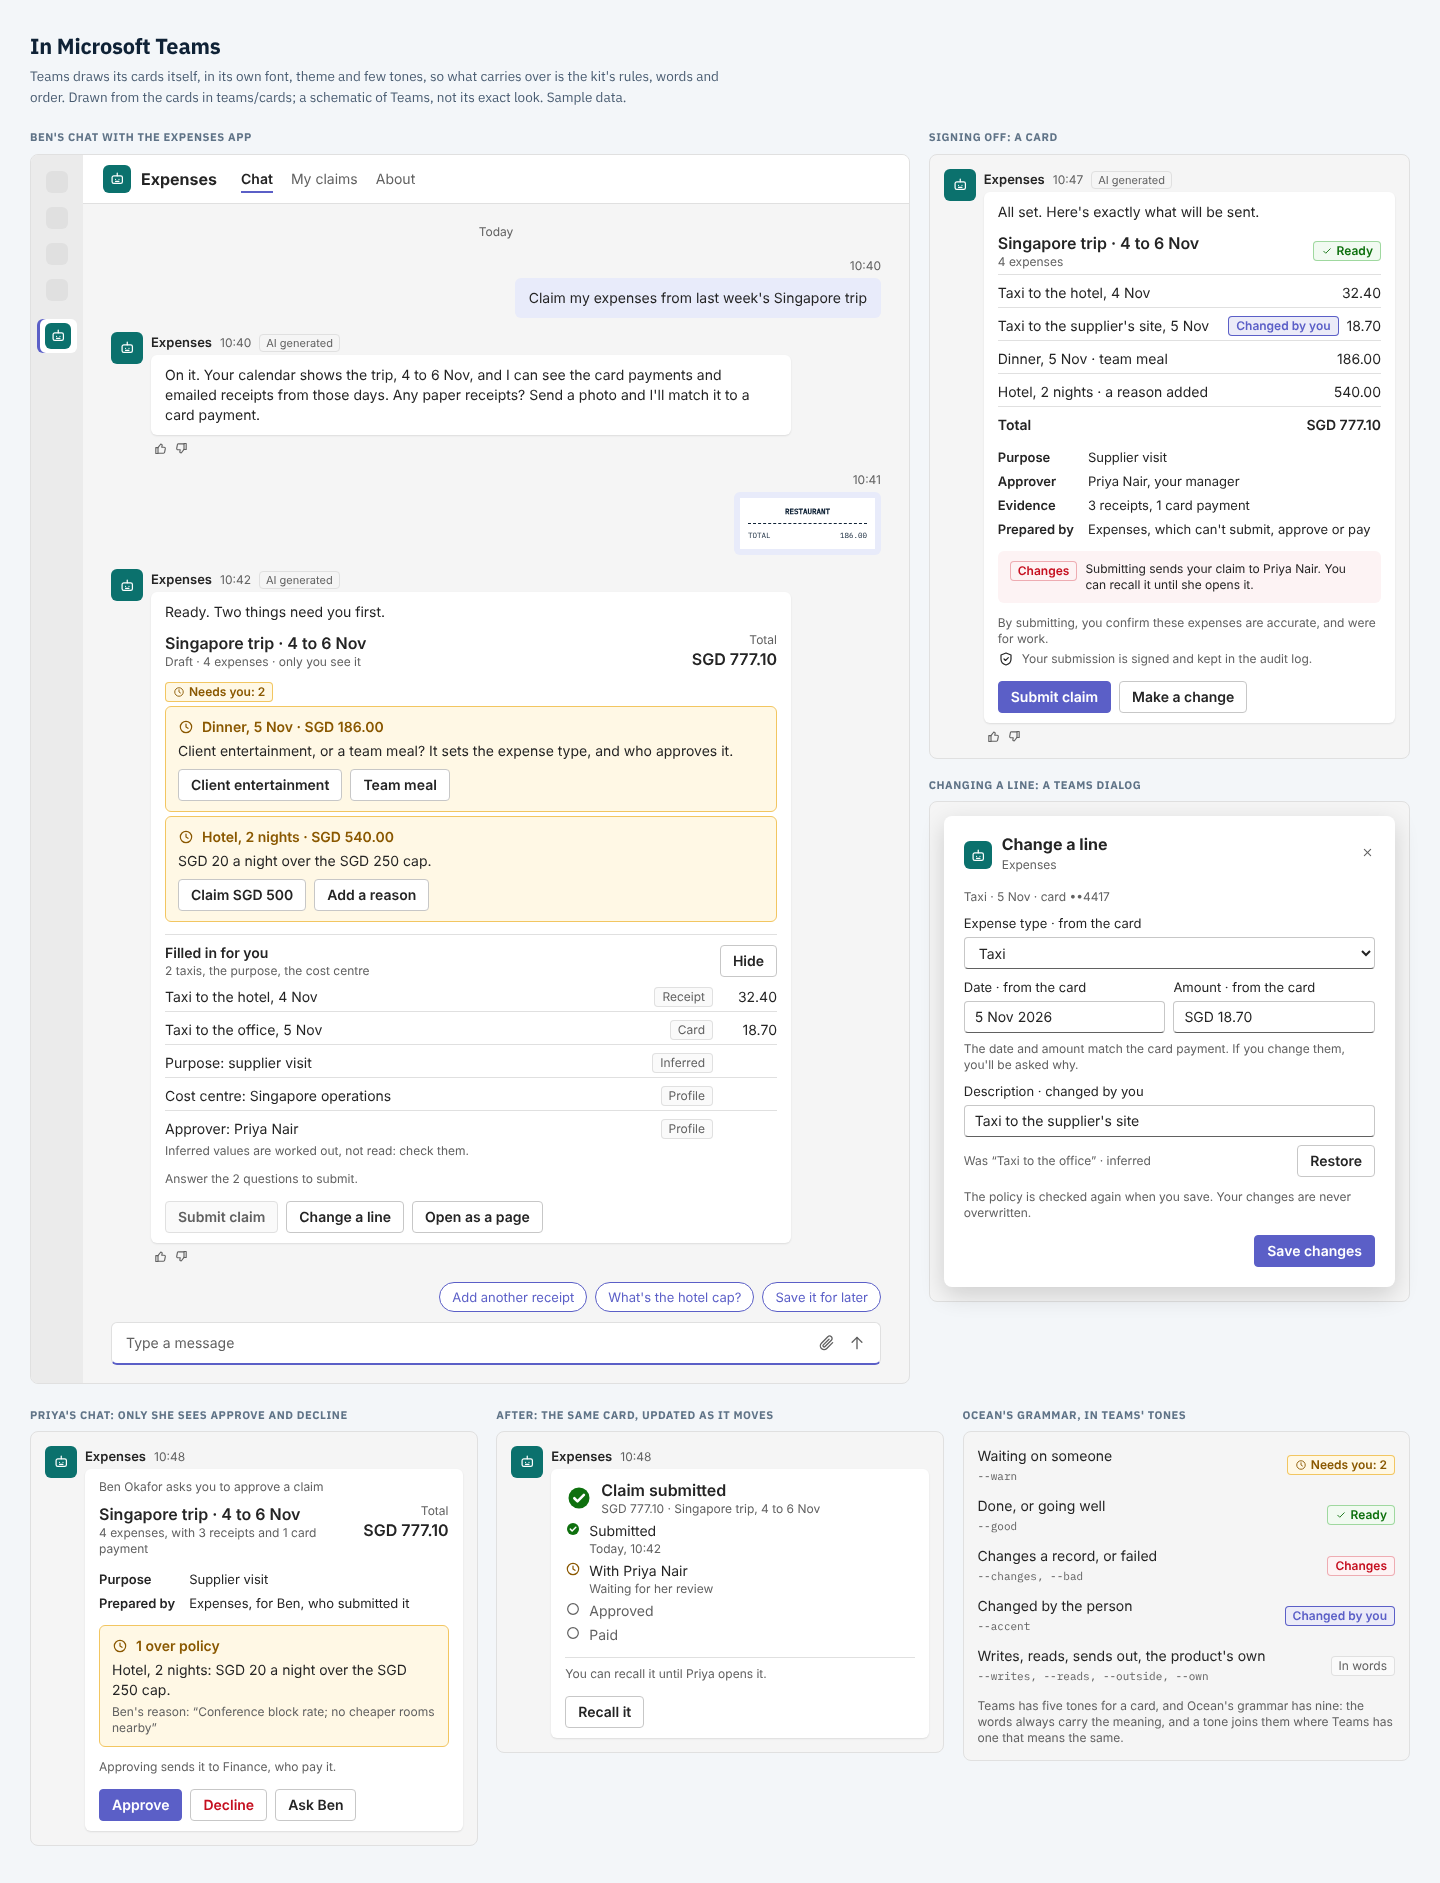 In Microsoft Teams
Teams draws its cards itself, in its own font, theme and few tones, so what carries over is the kit's rules, words and
order. Drawn from the cards in teams/cards; a schematic of Teams, not its exact look. Sample data.
BEN'S CHAT WITH THE EXPENSES APP
Expenses Chat My claims About
Today
10:40
Claim my expenses from last week's Singapore trip
Expenses 10:40 AI generated
On it. Your calendar shows the trip, 4 to 6 Nov, and I can see the card payments and
emailed receipts from those days. Any paper receipts? Send a photo and I'll match it to a
card payment.
10:41
RESTAURANT
TOTAL 186.00
Expenses 10:42 AI generated
Ready. Two things need you first.
Singapore trip · 4 to 6 Nov
Draft · 4 expenses · only you see it
Total
SGD 777.10
Needs you: 2
Dinner, 5 Nov · SGD 186.00
Client entertainment, or a team meal? It sets the expense type, and who approves it.
Client entertainment Team meal
Hotel, 2 nights · SGD 540.00
SGD 20 a night over the SGD 250 cap.
Claim SGD 500 Add a reason
Filled in for you
2 taxis, the purpose, the cost centre
Hide
Taxi to the hotel, 4 Nov Receipt 32.40
Taxi to the office, 5 Nov Card 18.70
Purpose: supplier visit Inferred
Cost centre: Singapore operations Profile
Approver: Priya Nair Profile
Inferred values are worked out, not read: check them.
Answer the 2 questions to submit.
Submit claim Change a line Open as a page
Add another receipt What's the hotel cap? Save it for later
Type a message
SIGNING OFF: A CARD
Expenses 10:47 AI generated
All set. Here's exactly what will be sent.
Singapore trip · 4 to 6 Nov
4 expenses
Ready
Taxi to the hotel, 4 Nov 32.40
Taxi to the supplier's site, 5 Nov Changed by you 18.70
Dinner, 5 Nov · team meal 186.00
Hotel, 2 nights · a reason added 540.00
Total SGD 777.10
Purpose Supplier visit
Approver Priya Nair, your manager
Evidence 3 receipts, 1 card payment
Prepared by Expenses, which can't submit, approve or pay
Changes
Submitting sends your claim to Priya Nair. You
can recall it until she opens it.
By submitting, you confirm these expenses are accurate, and were
for work.
Your submission is signed and kept in the audit log.
Submit claim Make a change
CHANGING A LINE: A TEAMS DIALOG
Change a line
Expenses
×
Taxi · 5 Nov · card ••4417
Expense type · from the card
Taxi
Date · from the card Amount · from the card
5 Nov 2026 SGD 18.70
The date and amount match the card payment. If you change them,
you'll be asked why.
Description · changed by you
Taxi to the supplier's site
Was “Taxi to the office” · inferred Restore
The policy is checked again when you save. Your changes are never
overwritten.
Save changes
PRIYA'S CHAT: ONLY SHE SEES APPROVE AND DECLINE
Expenses 10:48
Ben Okafor asks you to approve a claim
Singapore trip · 4 to 6 Nov
4 expenses, with 3 receipts and 1 card
payment
Total
SGD 777.10
Purpose Supplier visit
Prepared by Expenses, for Ben, who submitted it
1 over policy
Hotel, 2 nights: SGD 20 a night over the SGD
250 cap.
Ben's reason: “Conference block rate; no cheaper rooms
nearby”
Approving sends it to Finance, who pay it.
Approve Decline Ask Ben
AFTER: THE SAME CARD, UPDATED AS IT MOVES
Expenses 10:48
Claim submitted
SGD 777.10 · Singapore trip, 4 to 6 Nov
Submitted
Today, 10:42
With Priya Nair
Waiting for her review
Approved
Paid
You can recall it until Priya opens it.
Recall it
OCEAN'S GRAMMAR, IN TEAMS' TONES
Waiting on someone
--warn
Needs you: 2
Done, or going well
--good
Ready
Changes a record, or failed
--changes, --bad
Changes
Changed by the person
--accent
Changed by you
Writes, reads, sends out, the product's own
--writes, --reads, --outside, --own
In words
Teams has five tones for a card, and Ocean's grammar has nine: the
words always carry the meaning, and a tone joins them where Teams has
one that means the same.